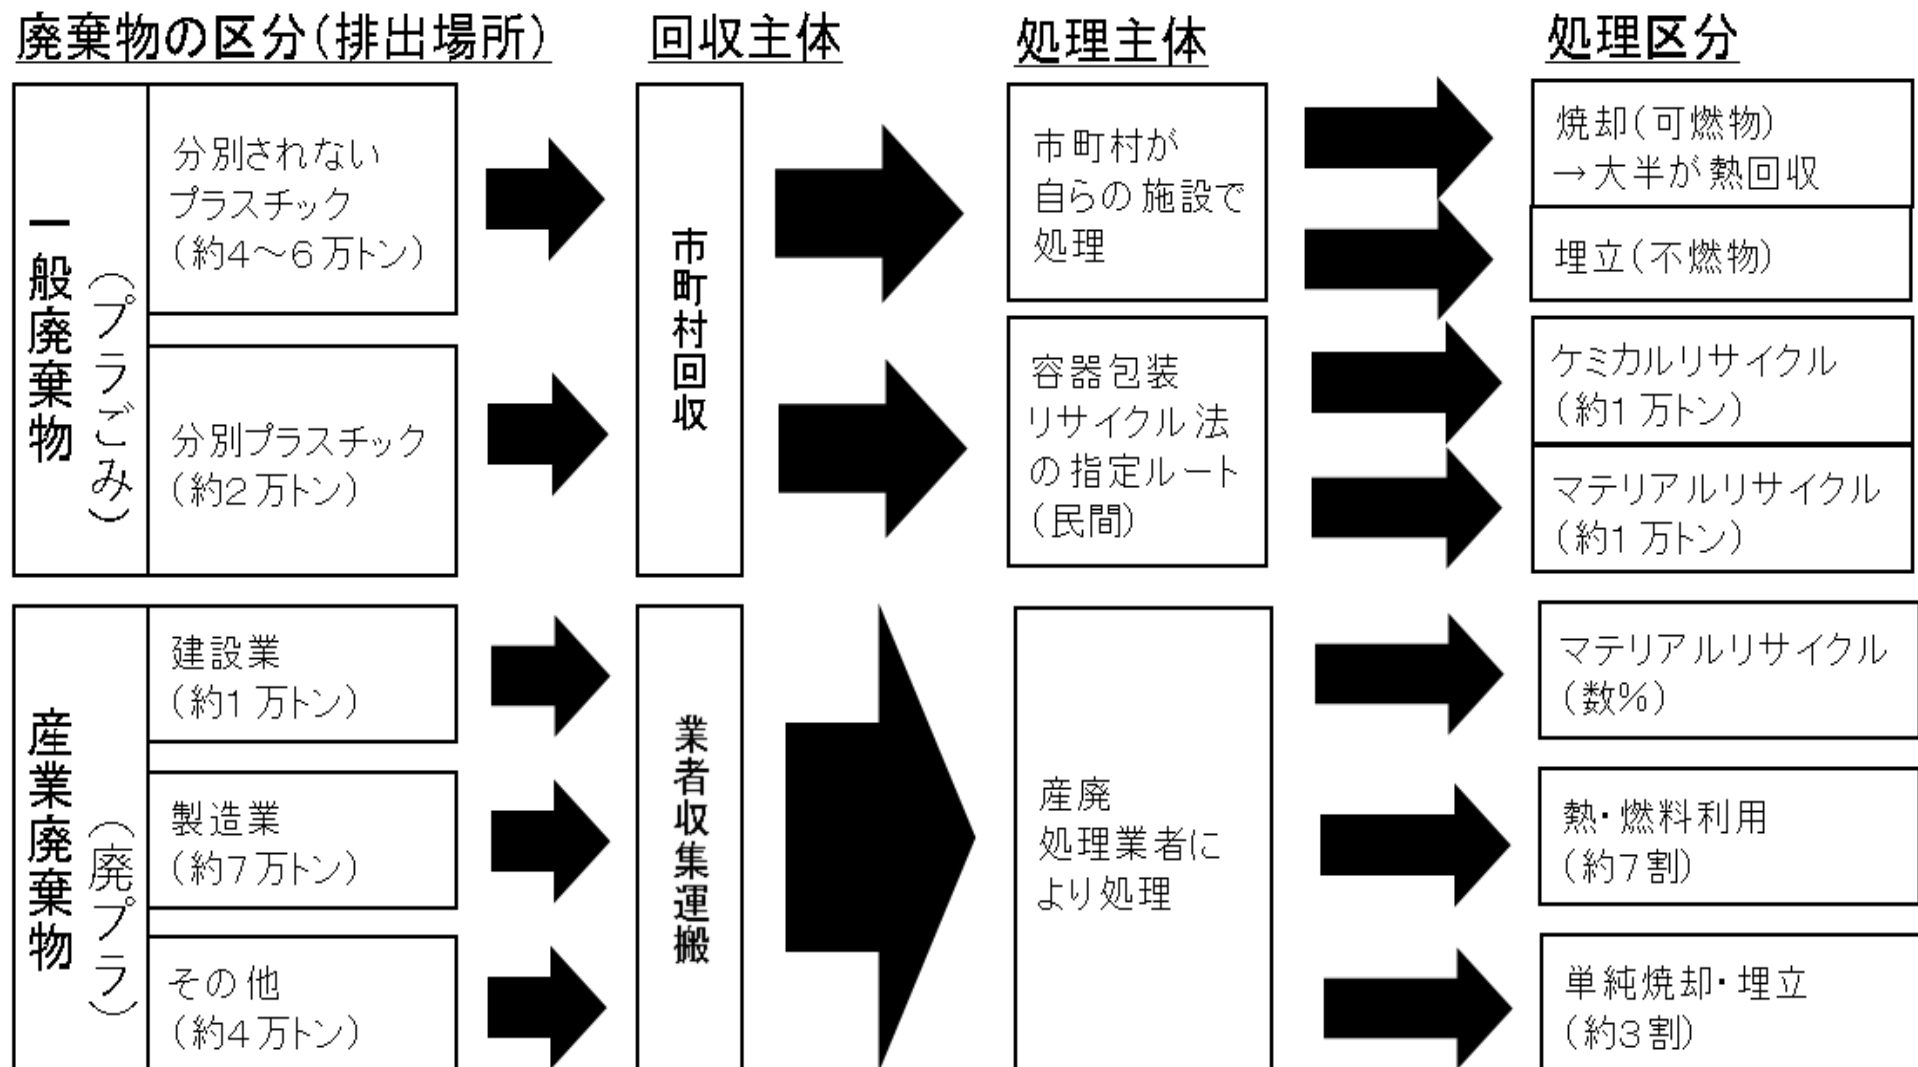 廃棄物の区分(排出場所)
回収主体
処理主体
処理区分
一般廃棄物
(プラごみ)
分別されない
プラスチック
(約4~6万トン)
分別プラスチック
(約2万トン)
市町村回収
市町村が
自らの施設で
処理
容器包装
リサイクル法
の指定ルート
(民間)
焼却(可燃物)
→大半が熱回収
埋立(不燃物)
ケミカルリサイクル
(約1万トン)
マテリアルリサイクル
(約1万トン)
産業廃棄物
(廃プラ)
建設業
(約1万トン)
製造業
(約7万トン)
その他
(約4万トン)
業者収集運搬
産廃
処理業者に
より処理
マテリアルリサイクル
(数%)
熱・燃料利用
(約7割)
単純焼却・埋立
(約3割)